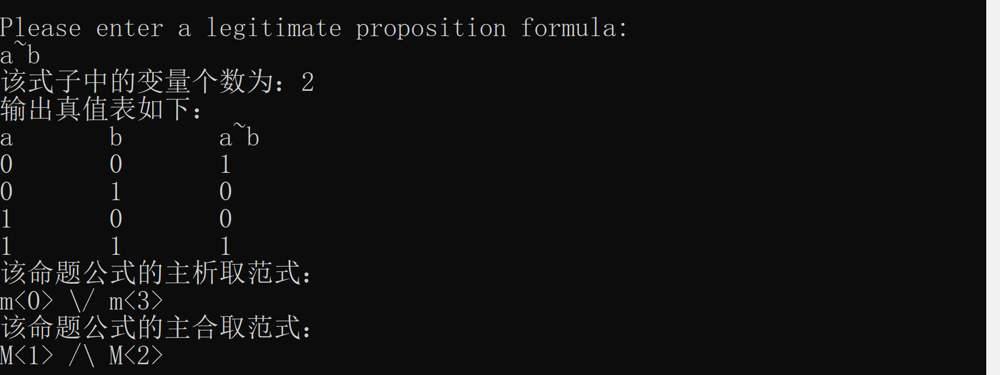 Please enter a legitimate proposition formula:
a~b
该式子中的变量个数为：2
输出真值表如下：
a b a~b
0 0 1
0 1 0
1 0 0
1 1 1
该命题公式的主析取范式：
m<0> \/ m<3>
该命题公式的主合取范式：
M<1> /\ M<2>